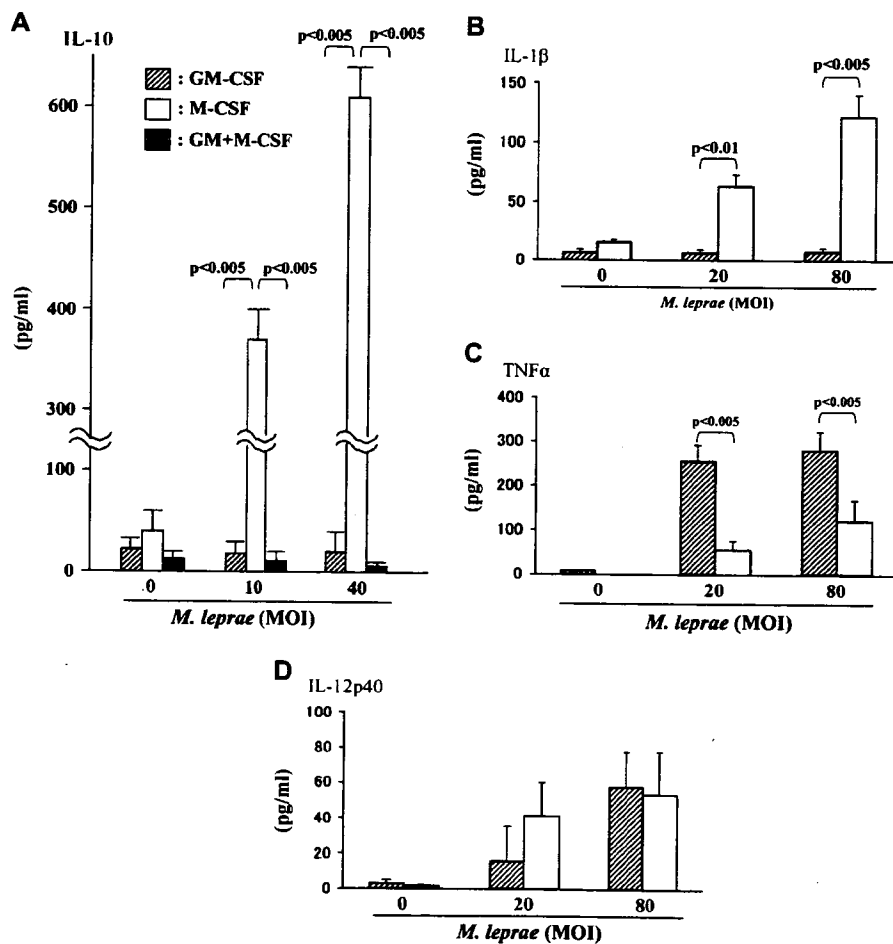 A
IL-10
(pg/ml)
600
500
400
300
100
0
: GM-CSF
: M-CSF
: GM+M-CSF
p<0.005 p<0.005
p<0.005 p<0.005
0 10 40
M. leprae (MOI)
B
IL-1β
(pg/ml)
150
100
50
0
p<0.01
p<0.005
0 20 80
M. leprae (MOI)
C
TNFα
(pg/ml)
400
300
200
100
0
p<0.005
p<0.005
0 20 80
M. leprae (MOI)
D
IL-12p40
(pg/ml)
100
80
60
40
20
0
0 20 80
M. leprae (MOI)